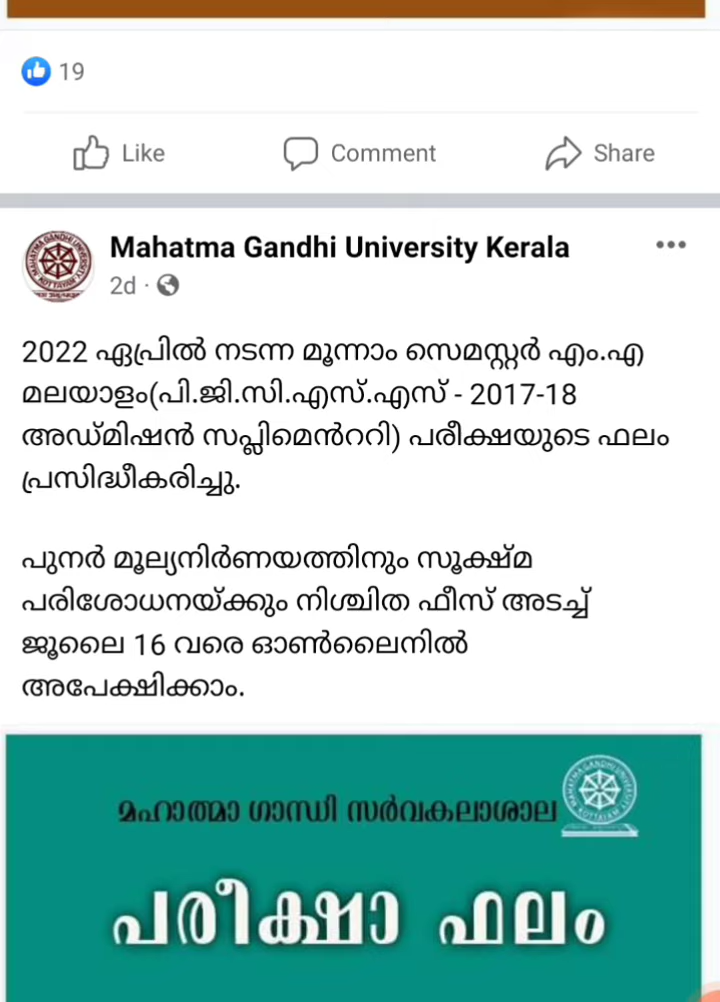 19
Like Comment Share
Mahatma Gandhi University Kerala
2d ·
2022 ഏപ്രിൽ നടന്ന മൂന്നാം സെമസ്റ്റർ എം.എ
മലയാളം(പി.ജി.സി.എസ്.എസ് - 2017-18
അഡ്മിഷൻ സപ്ലിമെൻററി) പരീക്ഷയുടെ ഫലം
പ്രസിദ്ധീകരിച്ചു.
പുനർ മൂല്യനിർണയത്തിനും സൂക്ഷ്മ
പരിശോധനയ്ക്കും നിശ്ചിത ഫീസ് അടച്ച്
ജൂലൈ 16 വരെ ഓൺലൈനിൽ
അപേക്ഷിക്കാം.
മഹാത്മാ ഗാന്ധി സർവകലാശാല
പരീക്ഷാ ഫലം